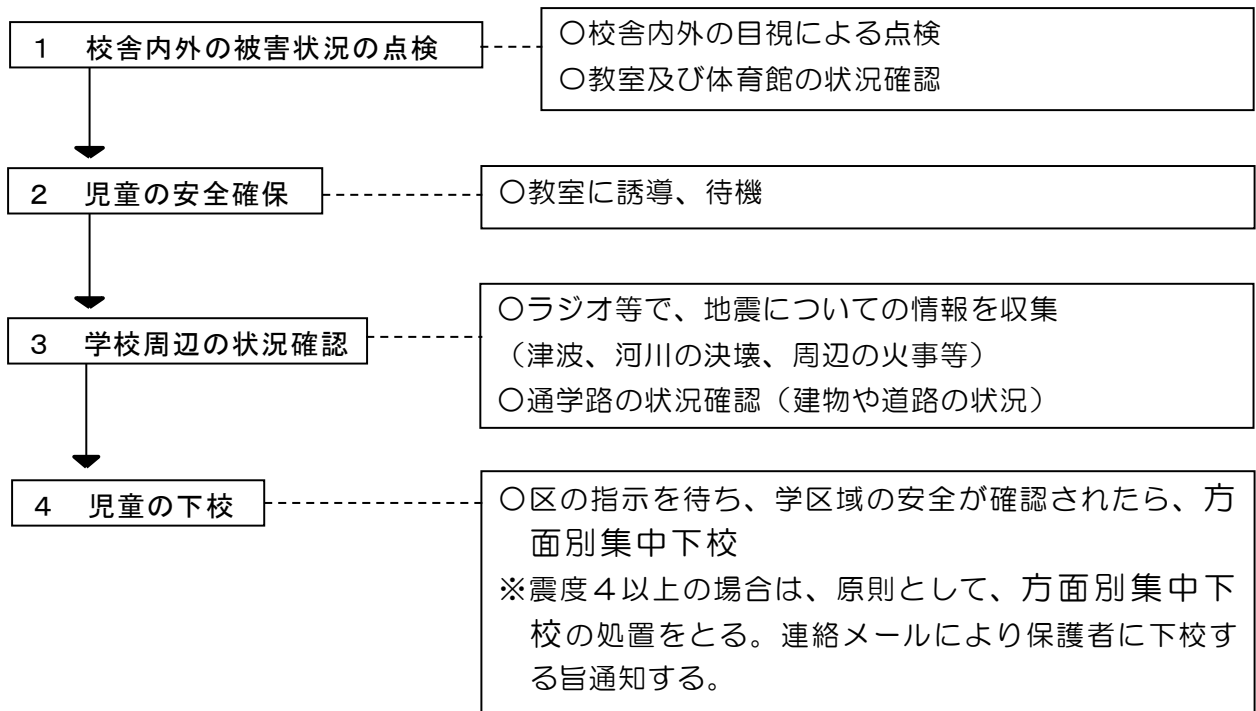 １　校舎内外の被害状況の点検
○校舎内外の目視による点検
○教室及び体育館の状況確認
２　児童の安全確保
○教室に誘導、待機
３　学校周辺の状況確認
○ラジオ等で、地震についての情報を収集
（津波、河川の決壊、周辺の火事等）
○通学路の状況確認（建物や道路の状況）
４　児童の下校
○区の指示を待ち、学区域の安全が確認されたら、方
面別集中下校
※震度４以上の場合は、原則として、方面別集中下
校の処置をとる。連絡メールにより保護者に下校す
る旨通知する。